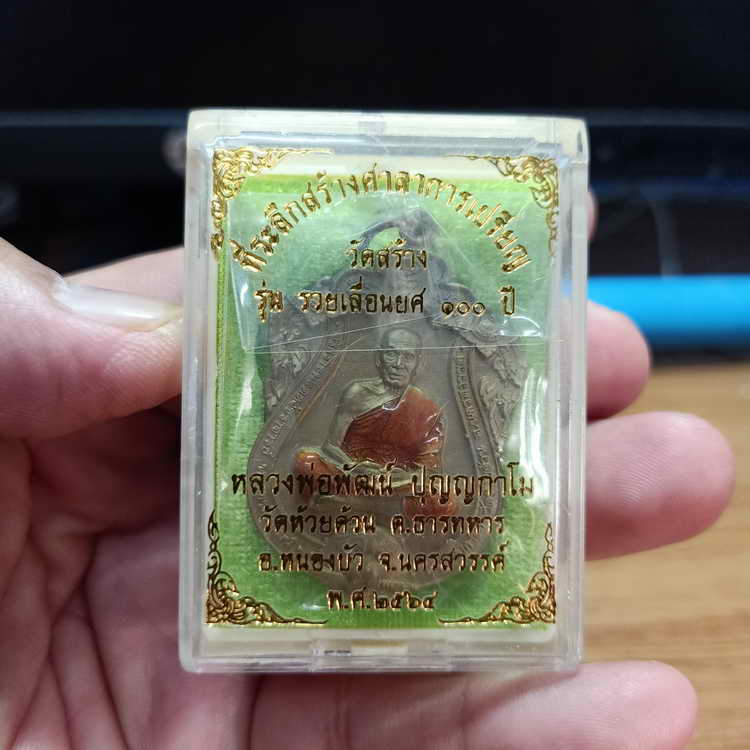 ที่ระลึกสร้างศาลาการเปรียญ
วัดสร้าง
รุ่น รวยเลื่อนยศ ๑๐๐ ปี
หลวงพ่อพัฒน์ ปุญญกาโม
วัดห้วยด้วน ต.ธารทหาร
อ.หนองบัว จ.นครสวรรค์
พ.ศ.๒๕๖๔